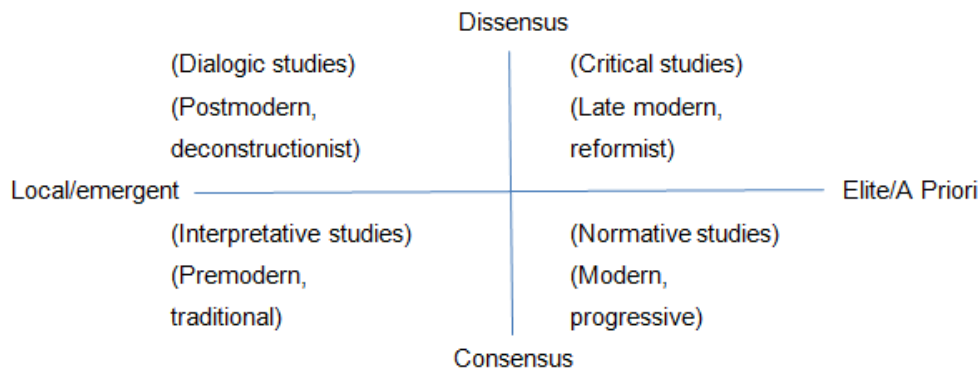 Dissensus
(Dialogic studies)
(Postmodern,
deconstructionist)
(Critical studies)
(Late modern,
reformist)
Local/emergent
Elite/A Priori
(Interpretative studies)
(Premodern,
traditional)
(Normative studies)
(Modern,
progressive)
Consensus